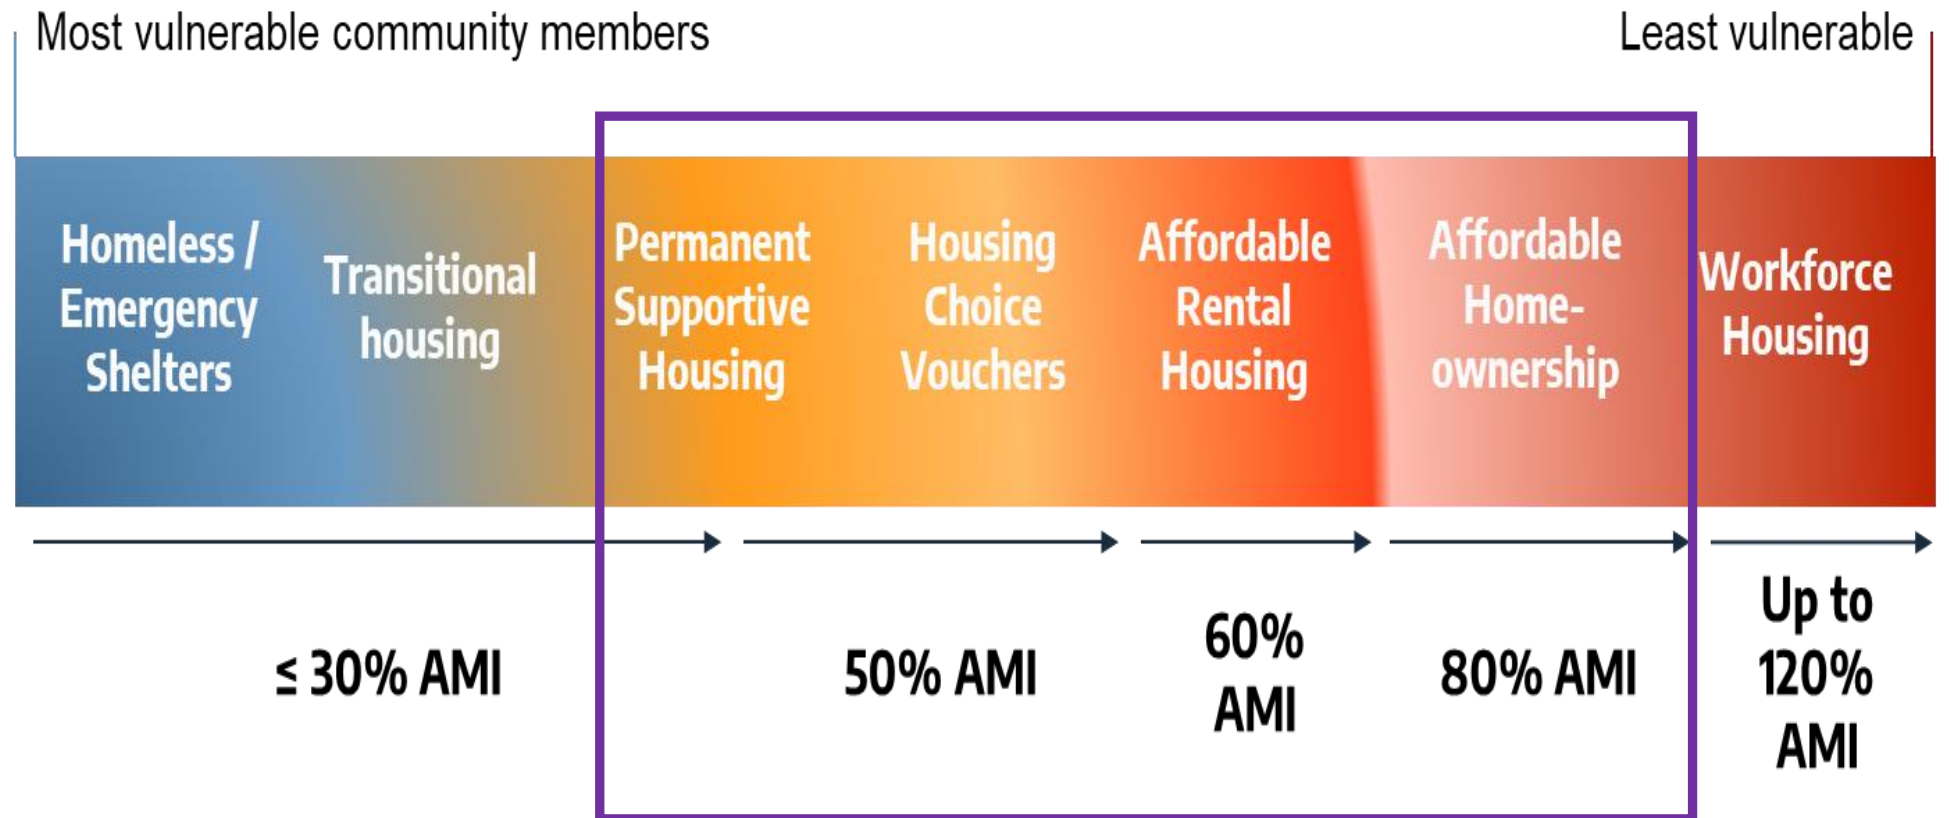 Most vulnerable community members
Least vulnerable
Homeless /
Emergency
Shelters
Transitional
housing
Permanent
Supportive
Housing
Housing
Choice
Vouchers
Affordable
Rental
Housing
Affordable
Home-
ownership
Workforce
Housing
≤ 30% AMI
50% AMI
60%
AMI
80% AMI
Up to
120%
AMI